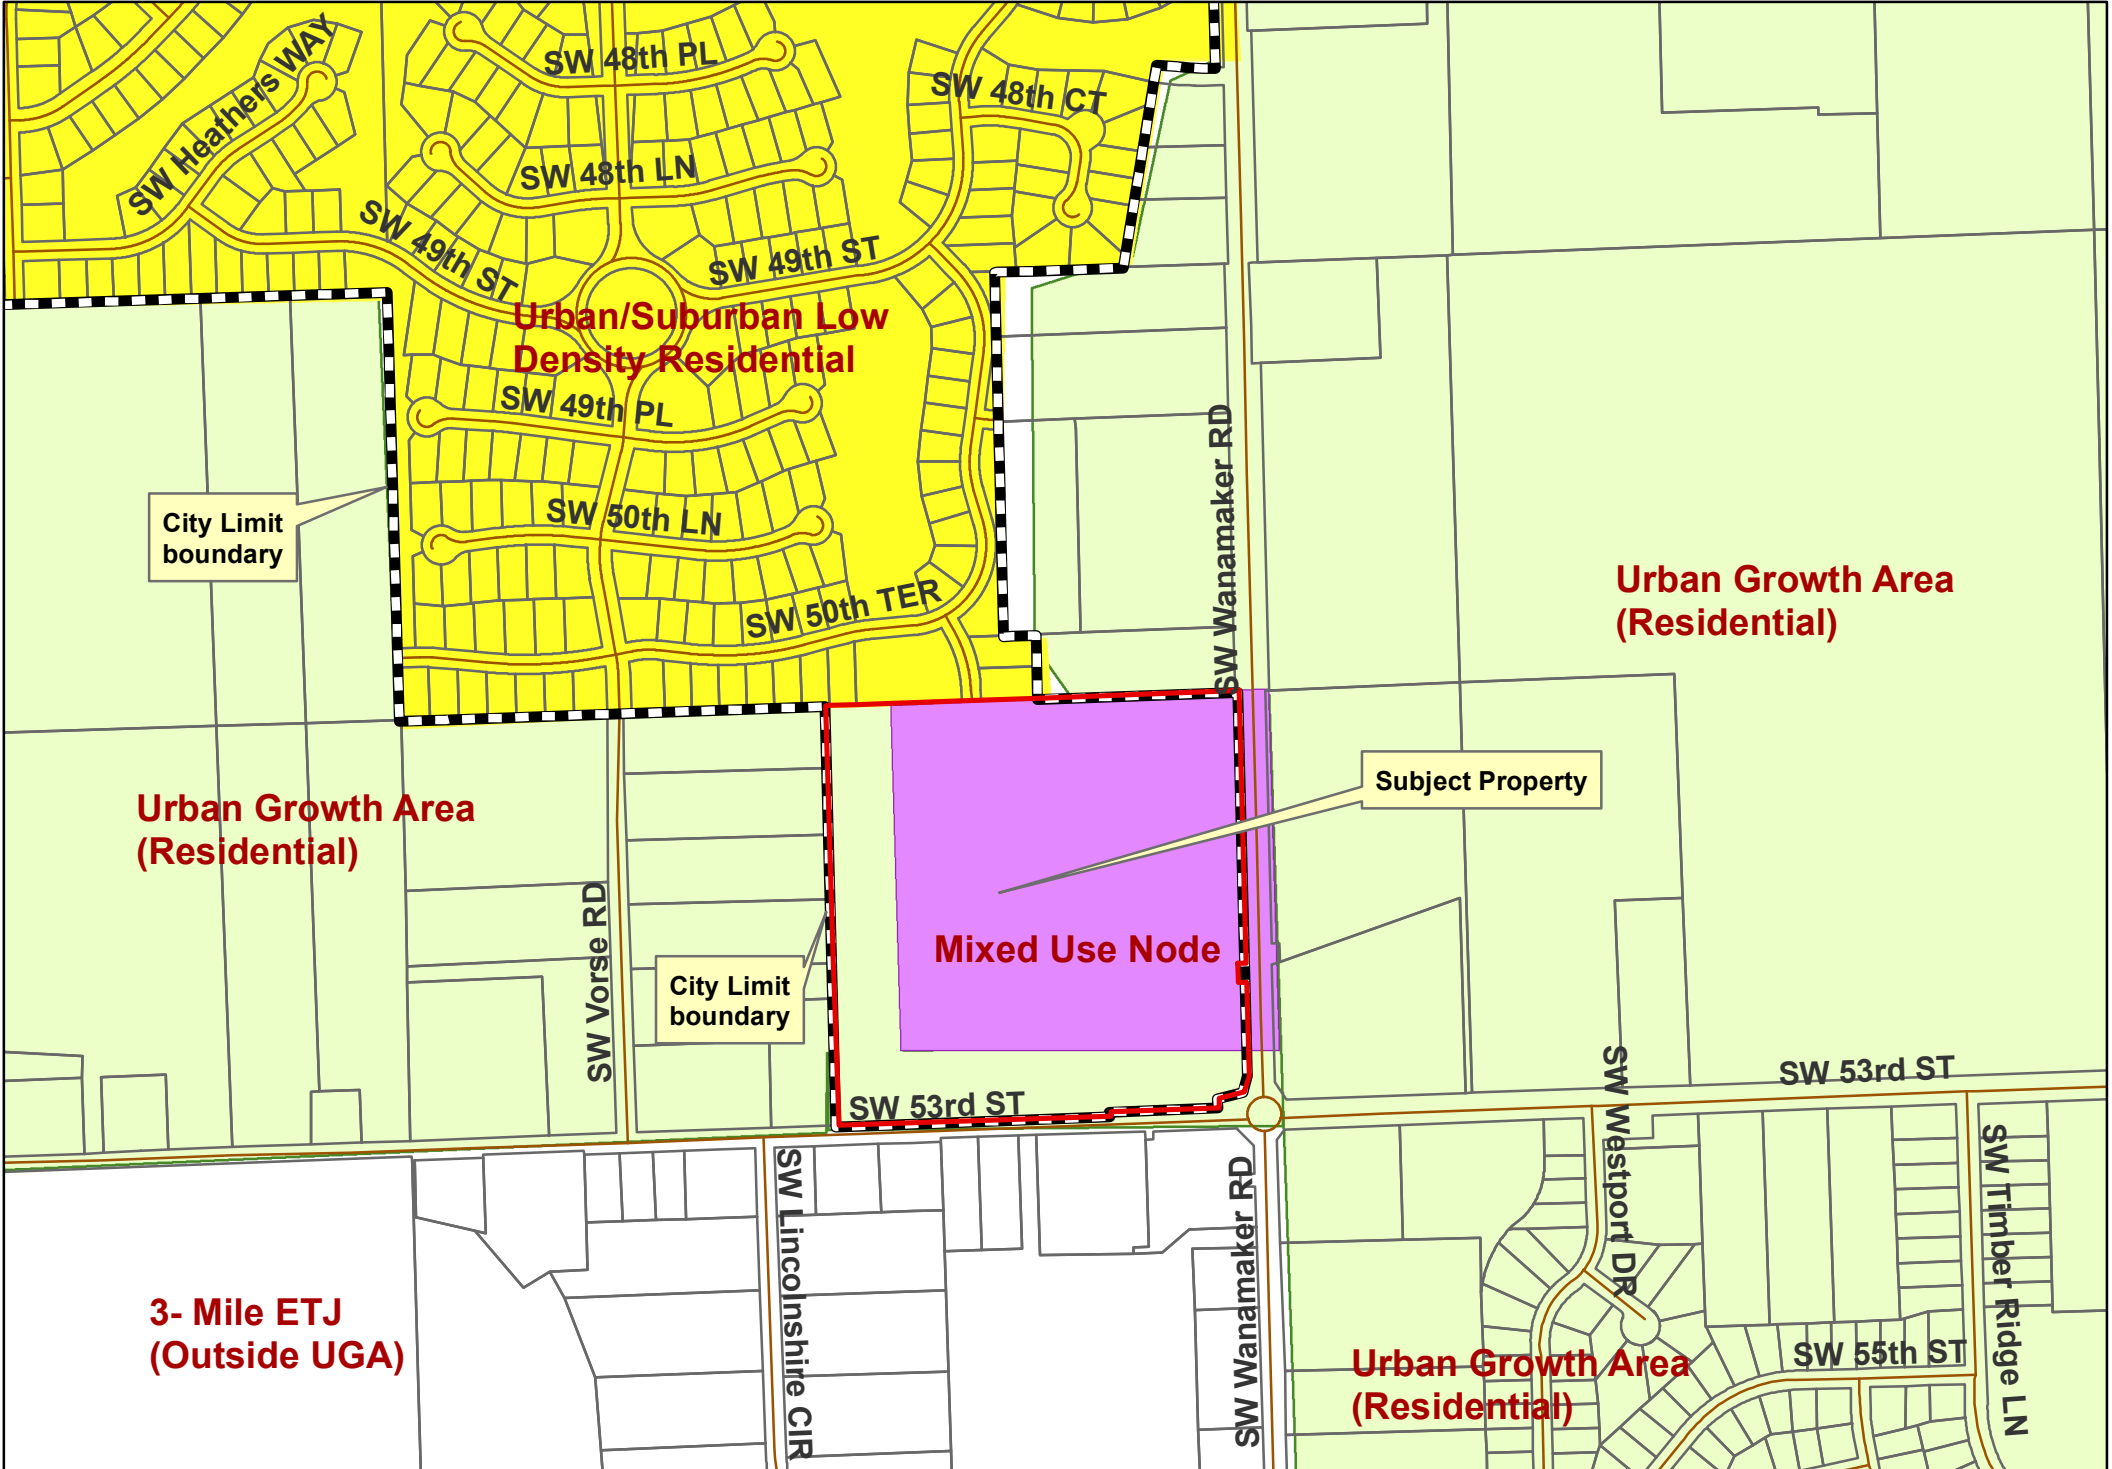 SW 48th PL
SW Heathers WAY
SW 48th CT
SW 48th LN
SW 49th ST
SW 49th ST
Urban/Suburban Low
Density Residential
SW 49th PL
SW Wanamaker RD
City Limit
boundary
SW 50th LN
Urban Growth Area
(Residential)
SW 50th TER
Subject Property
Urban Growth Area
(Residential)
SW Vorse RD
Mixed Use Node
City Limit
boundary
SW 53rd ST
SW 53rd ST
SW Westport DR
SW Timber Ridge LN
SW Lincolnshire CIR
SW Wanamaker RD
3- Mile ETJ
(Outside UGA)
Urban Growth Area
(Residential)
SW 55th ST